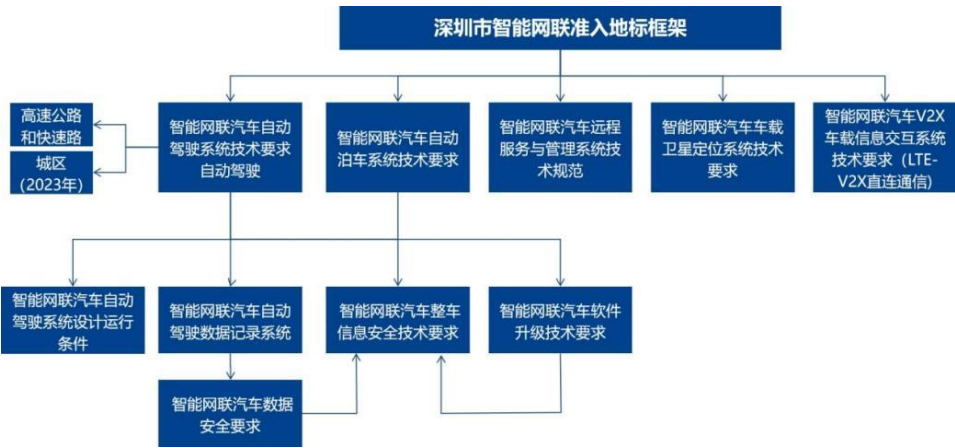 深圳市智能网联准入地标框架
高速公路
和快速路
城区
(2023年)
智能网联汽车自动
驾驶系统技术要求
自动驾驶
智能网联汽车自动
泊车系统技术要求
智能网联汽车远程
服务与管理系统技
术规范
智能网联汽车车载
卫星定位系统技术
要求
智能网联汽车V2X
车载信息交互系统
技术要求（LTE-
V2X直连通信)
智能网联汽车自动
驾驶系统设计运行
条件
智能网联汽车自动
驾驶数据记录系统
智能网联汽车整车
信息安全技术要求
智能网联汽车软件
升级技术要求
智能网联汽车数据
安全要求